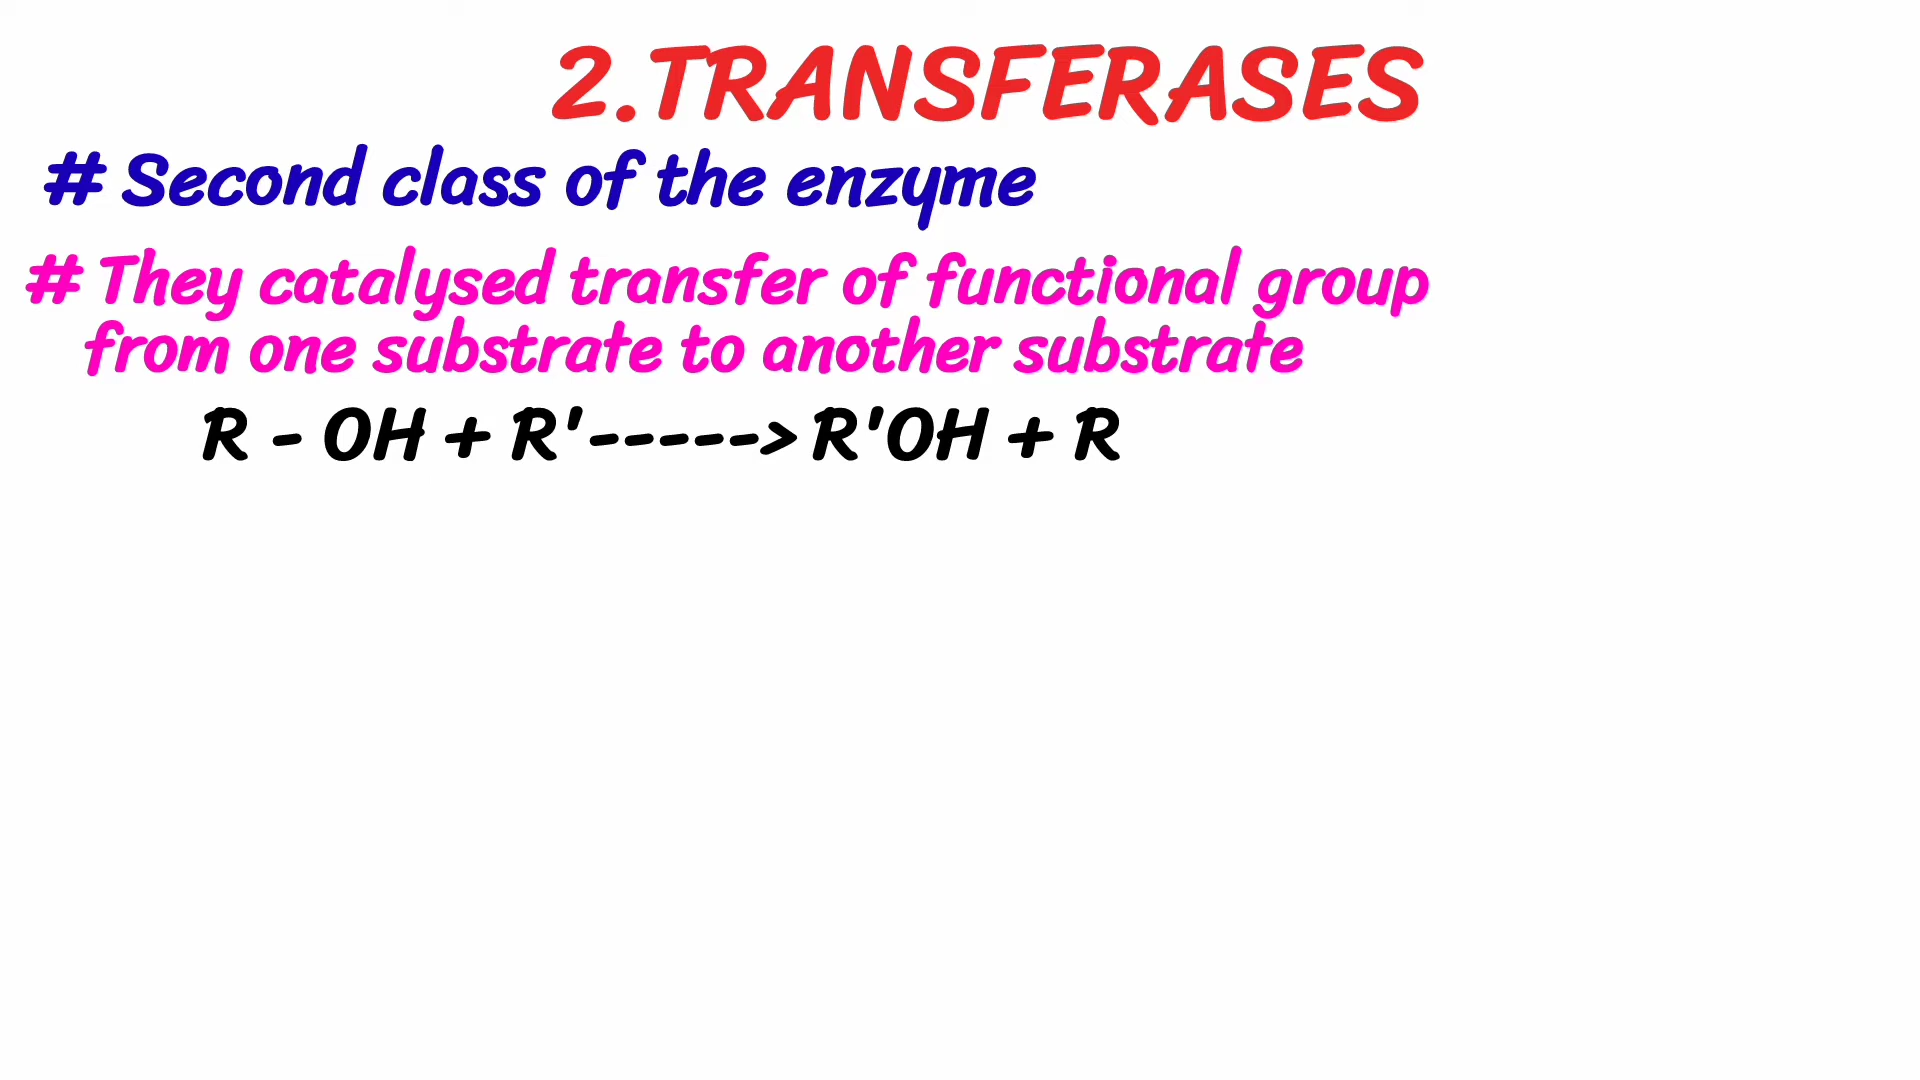 2.TRANSFERASES
# Second class of the enzyme
# They catalysed transfer of functional group
from one substrate to another substrate
R - OH + R'-----> R'OH + R